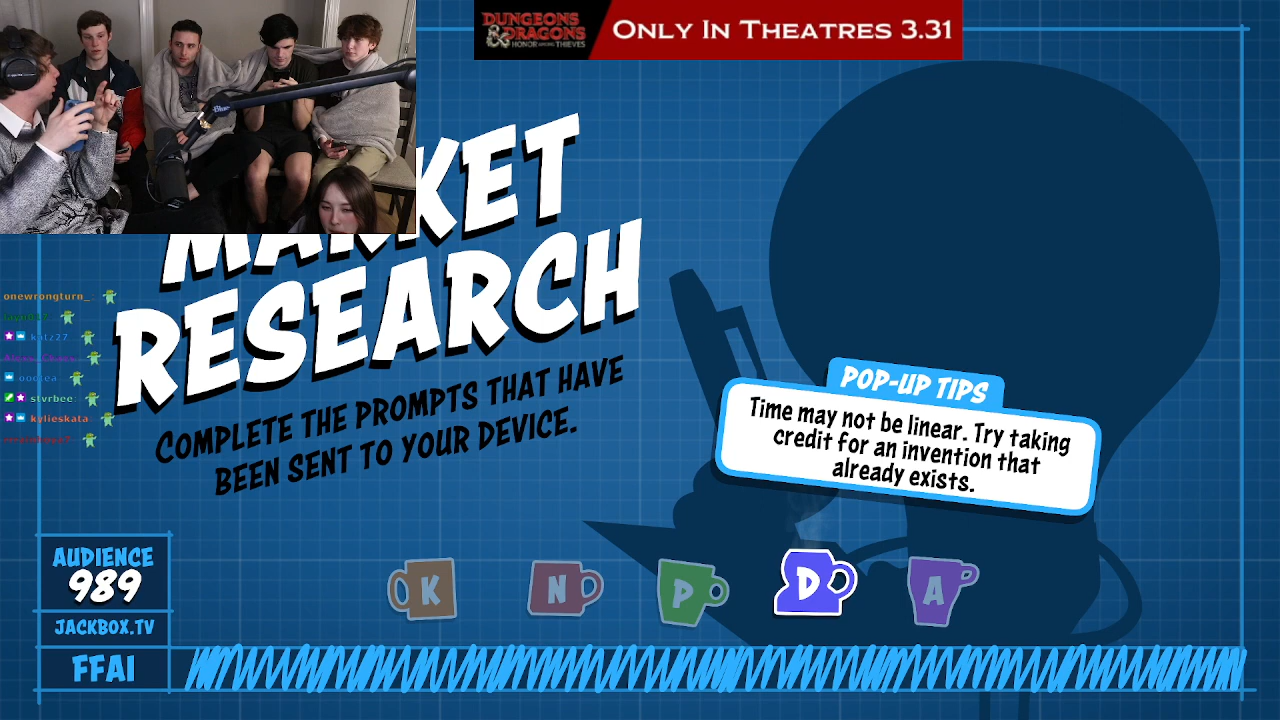 DUNGEONS
& DRAGONS
HONOR AMONG THIEVES
ONLY IN THEATRES 3.31
MARKET
RESEARCH
COMPLETE THE PROMPTS THAT HAVE
BEEN SENT TO YOUR DEVICE.
onewrongturn_:
katz27
stvrbee
kylieskata
POP-UP TIPS
Time may not be linear. Try taking
credit for an invention that
already exists.
AUDIENCE
989
JACKBOX.TV
FFAI
K
N
P
D
A